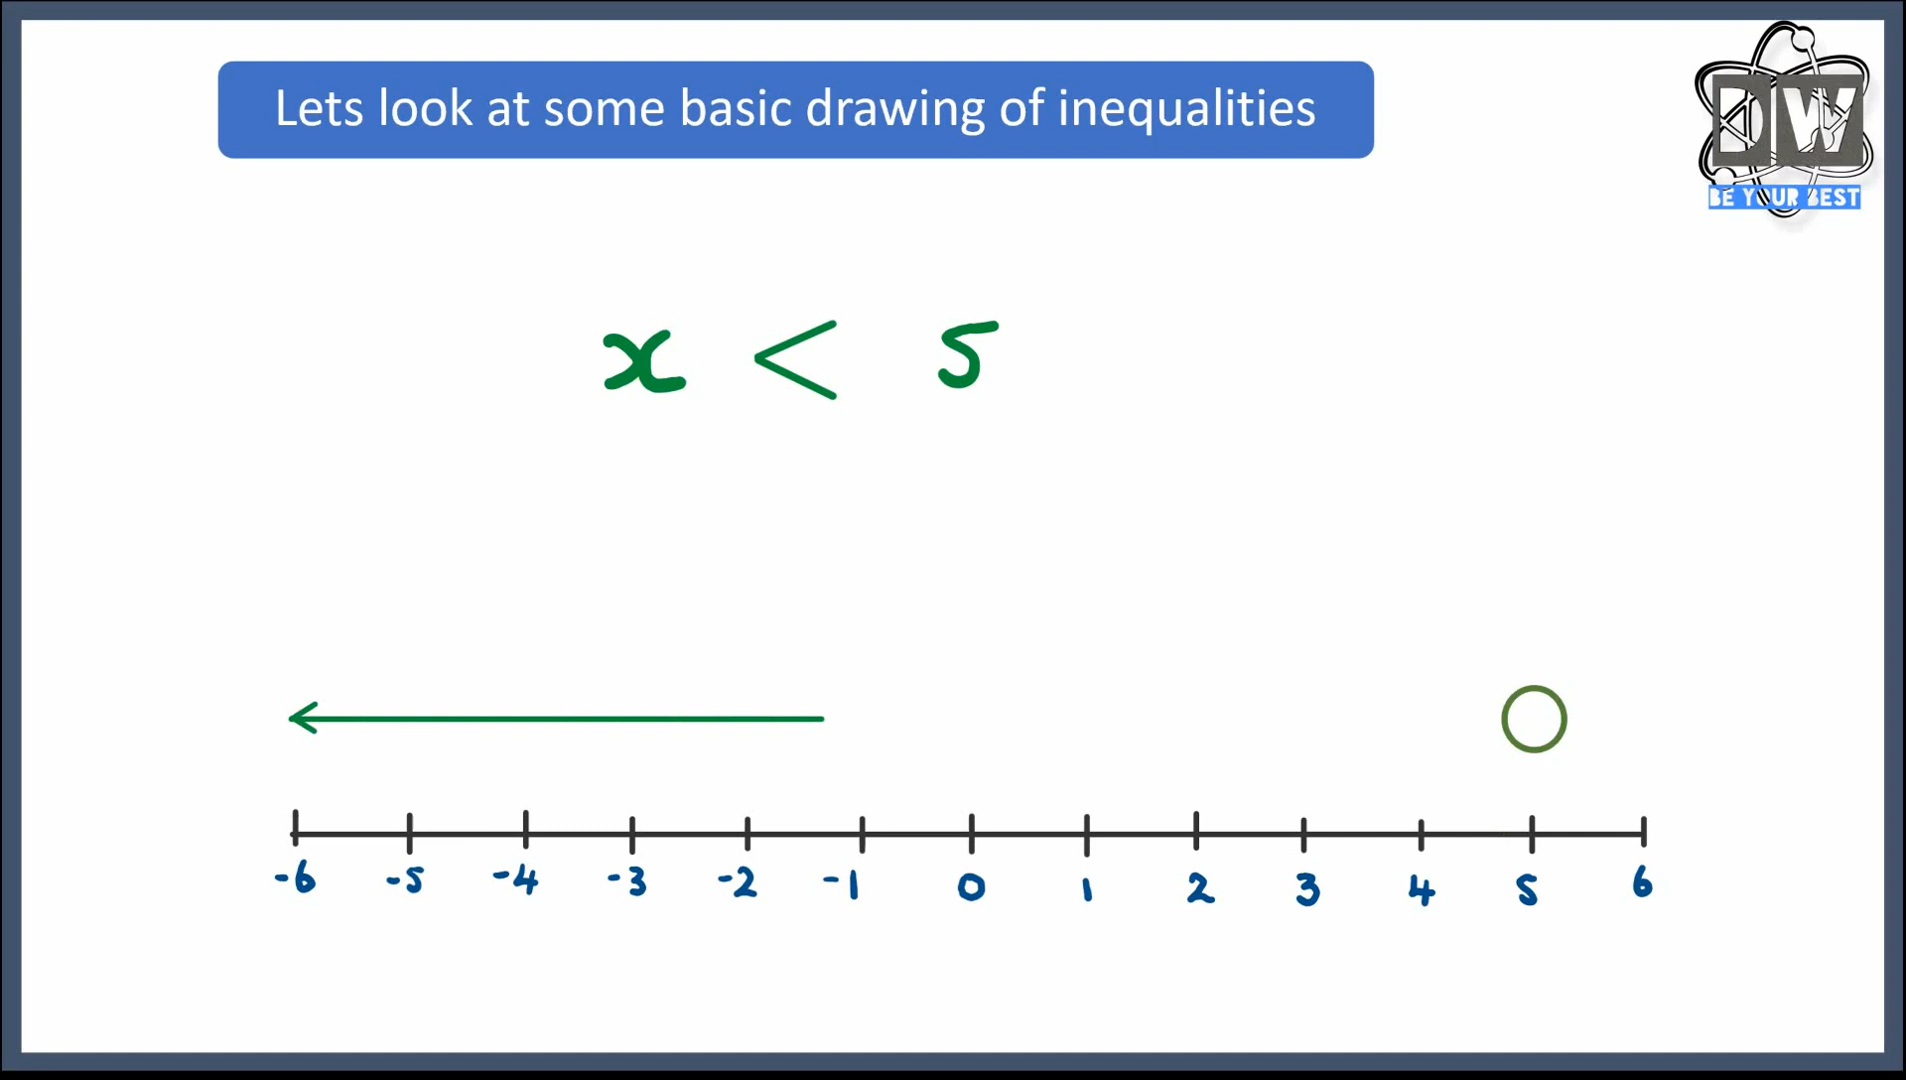 Lets look at some basic drawing of inequalities
DW
BE YOUR BEST
x < 5
-6 -5 -4 -3 -2 -1 0 1 2 3 4 5 6